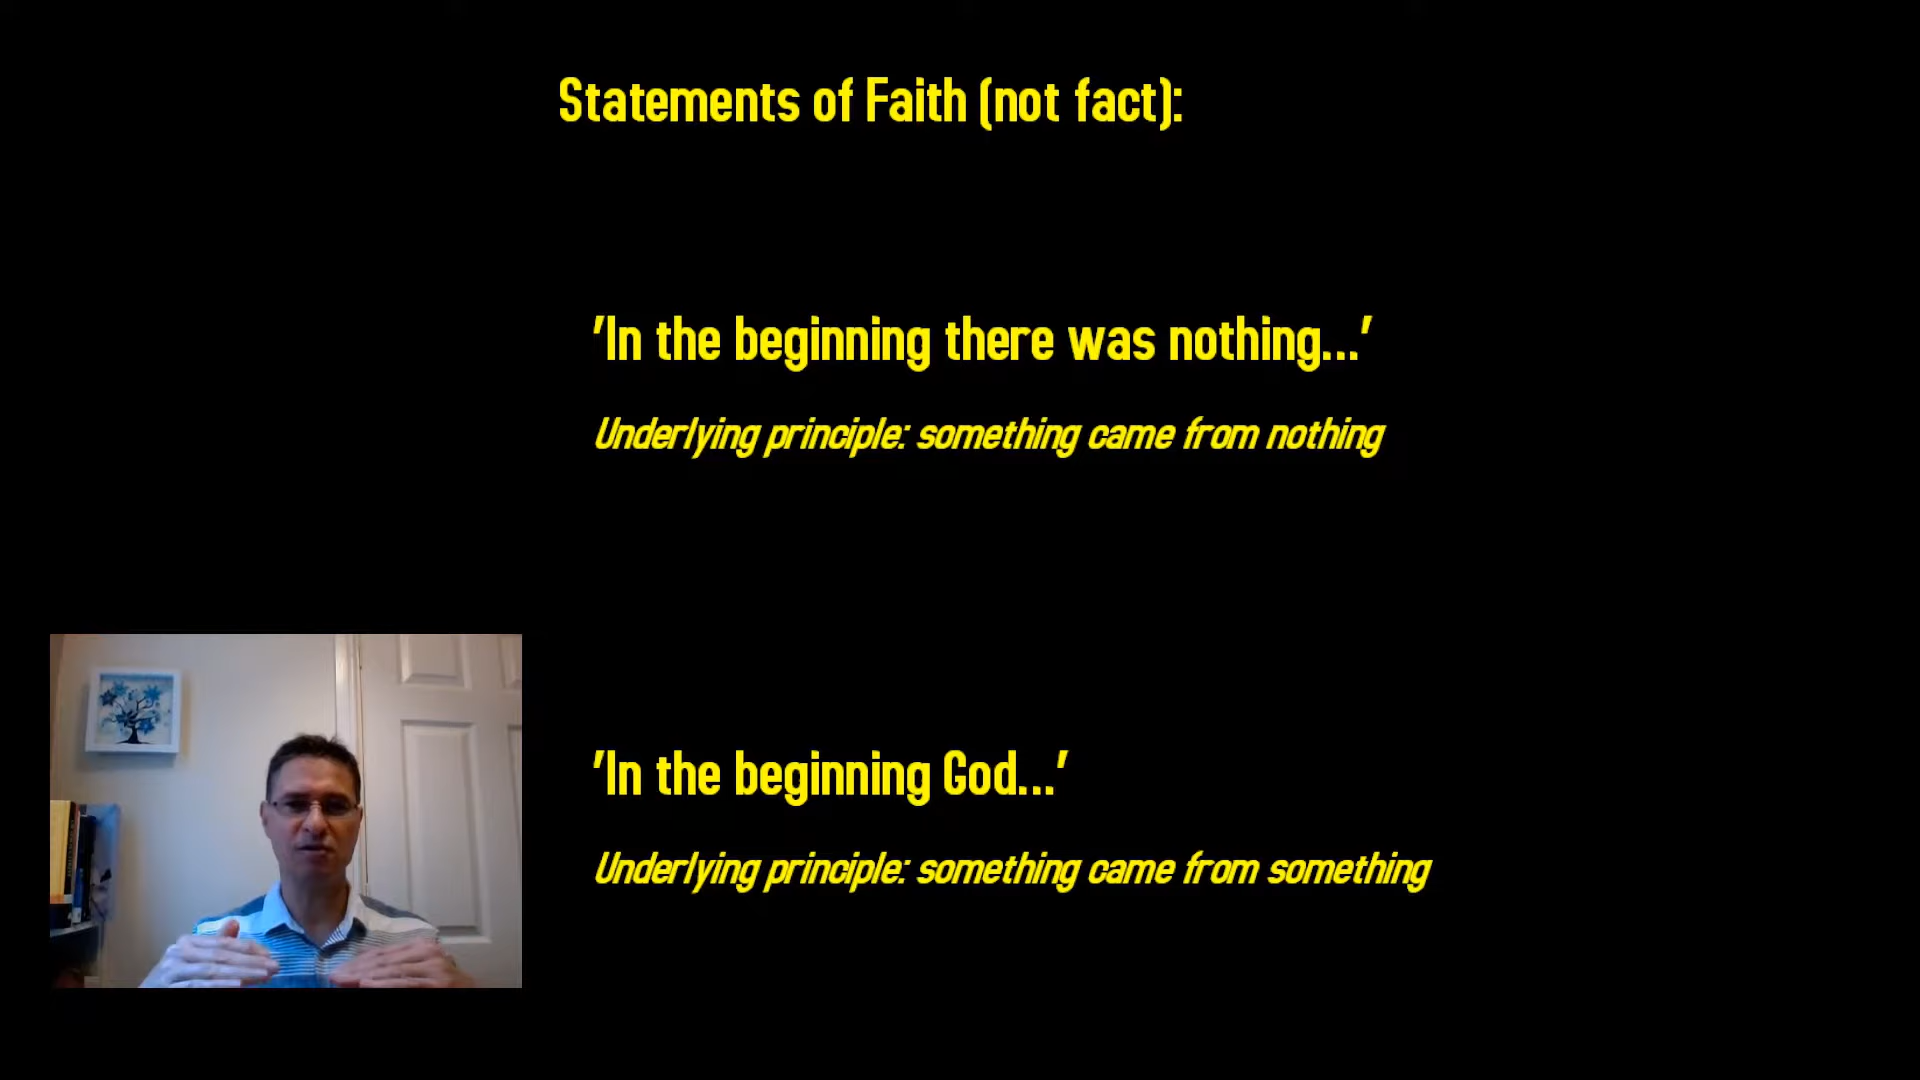 Statements of Faith (not fact):
'In the beginning there was nothing...'
Underlying principle: something came from nothing
'In the beginning God...'
Underlying principle: something came from something